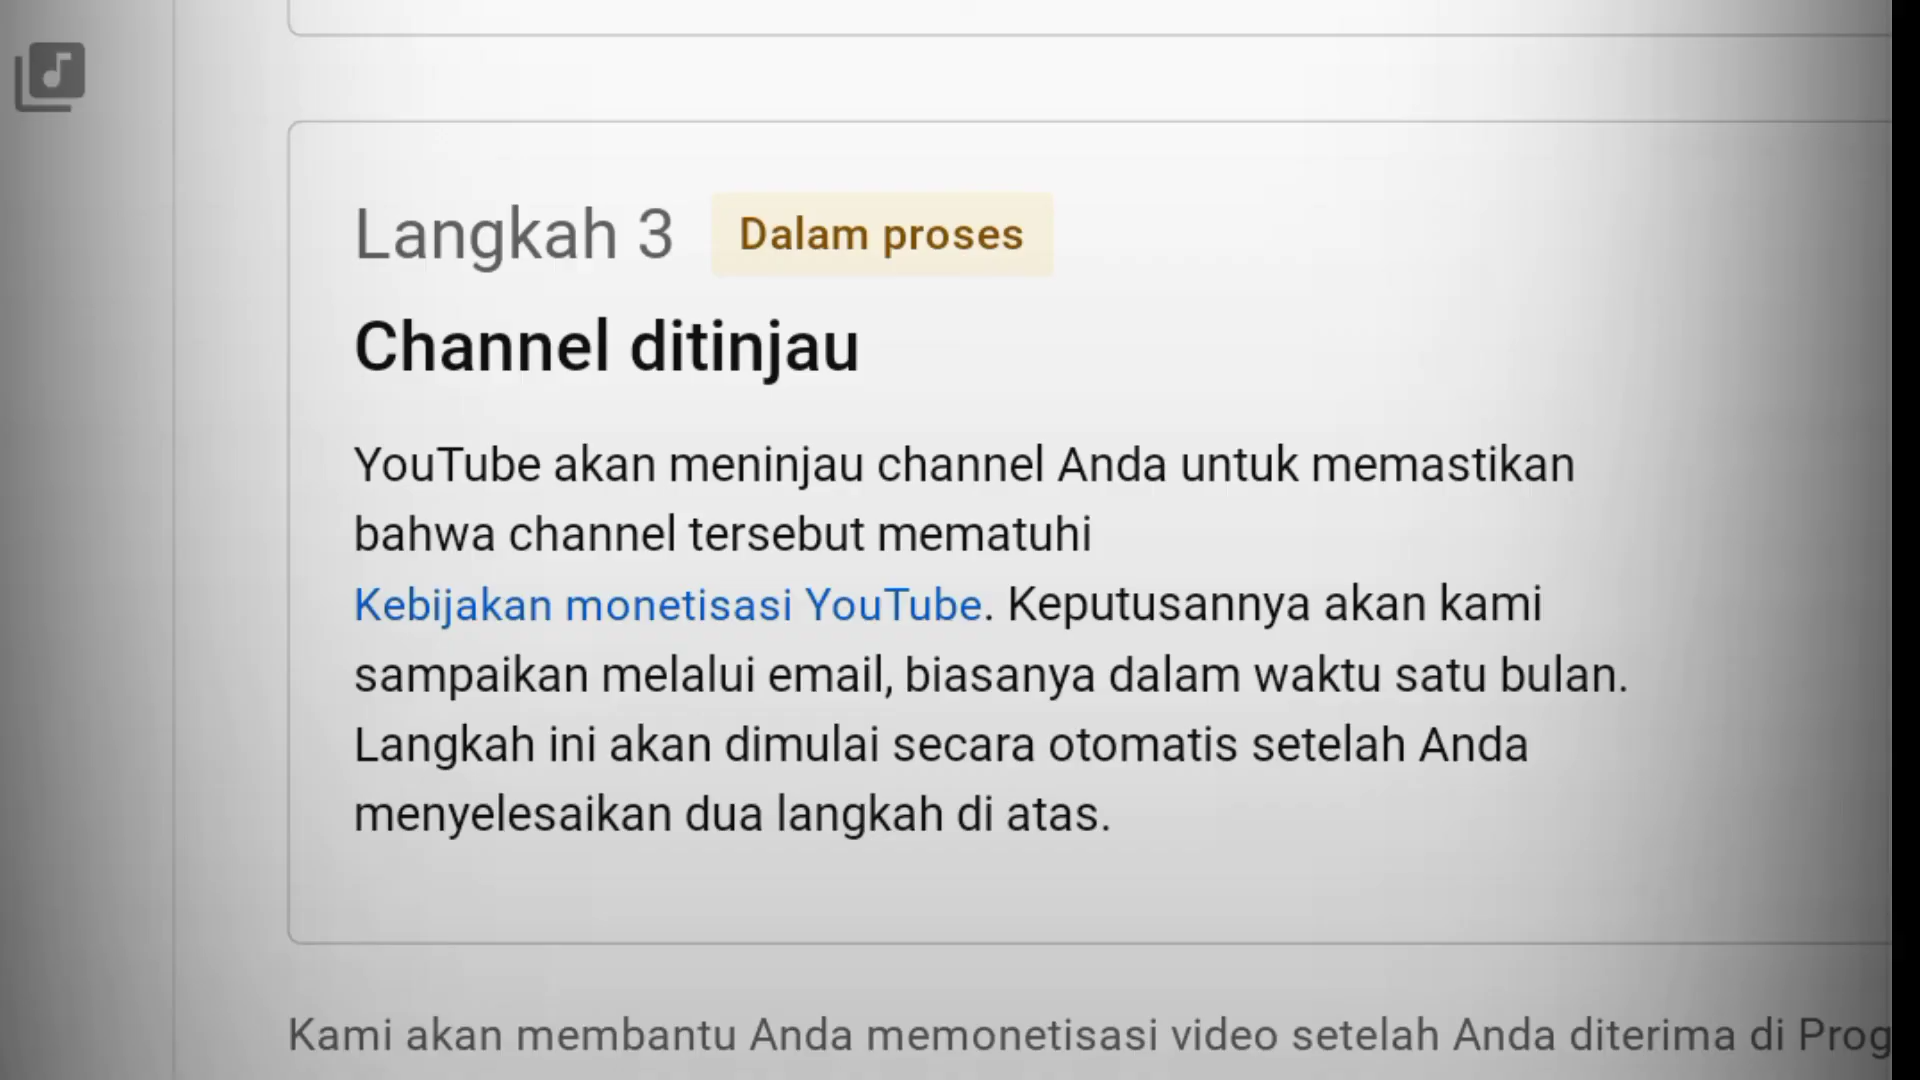 Langkah 3 Dalam proses
Channel ditinjau
YouTube akan meninjau channel Anda untuk memastikan
bahwa channel tersebut mematuhi
Kebijakan monetisasi YouTube. Keputusannya akan kami
sampaikan melalui email, biasanya dalam waktu satu bulan.
Langkah ini akan dimulai secara otomatis setelah Anda
menyelesaikan dua langkah di atas.
Kami akan membantu Anda memonetisasi video setelah Anda diterima di Prog